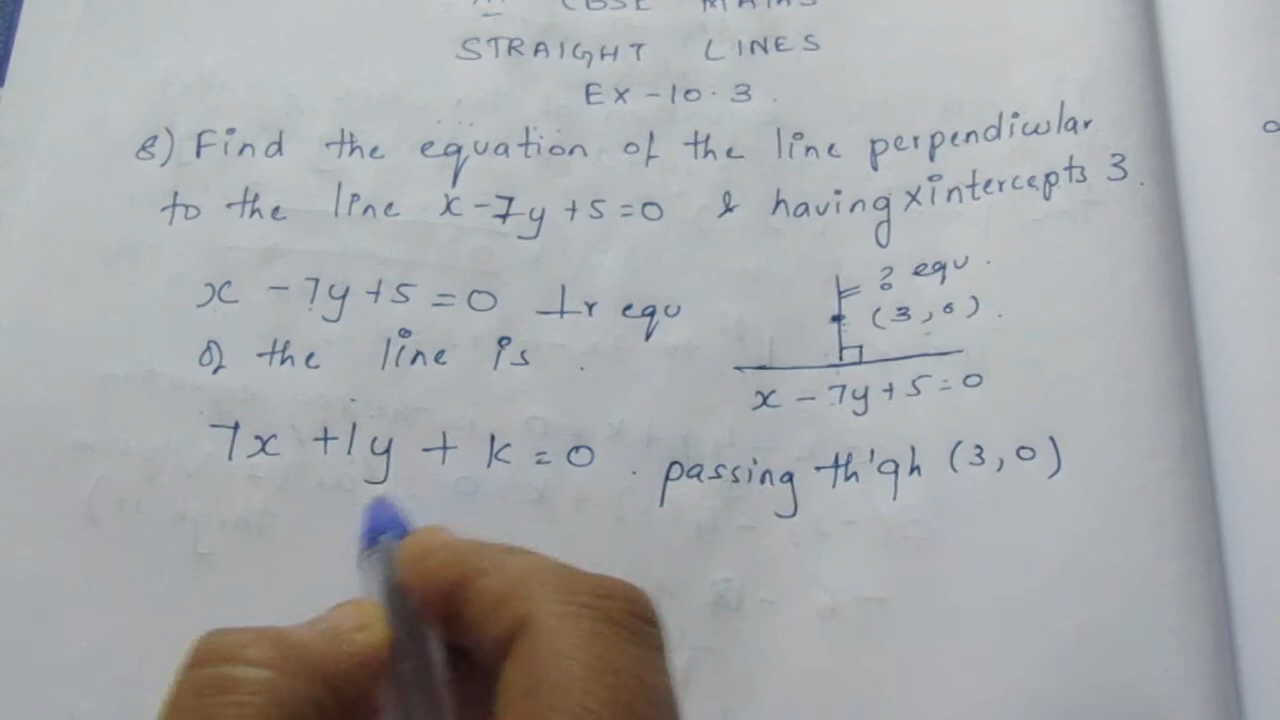 CBSE MATHS
STRAIGHT LINES
EX-10.3.
8) Find the equation of the line perpendicular
to the line x-7y+5=0 & having x intercepts 3.
x-7y+5=0 ⊥r equ
of the line is.
? equ.
(3,0).
x-7y+5=0
7x+1y+k=0. passing th'gh (3,0)